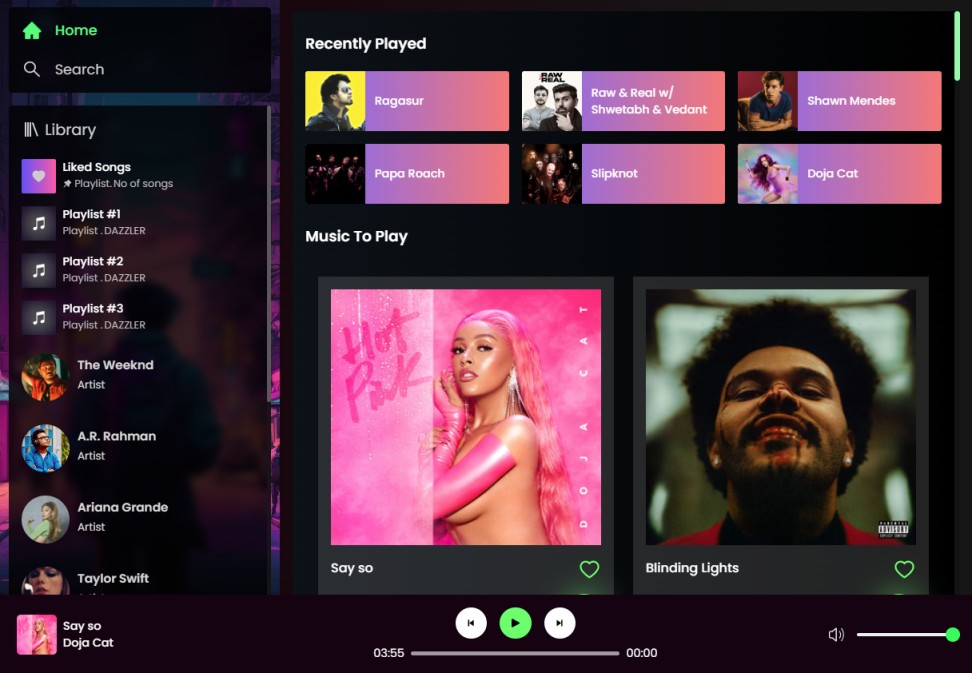 Home
Search
Library
Liked Songs
Playlist.No of songs
Playlist #1
Playlist . DAZZLER
Playlist #2
Playlist . DAZZLER
Playlist #3
Playlist . DAZZLER
The Weeknd
Artist
A.R. Rahman
Artist
Ariana Grande
Artist
Taylor Swift
Recently Played
Ragasur
RAW
REAL
Raw & Real w/
Shwetabh & Vedant
Shawn Mendes
Papa Roach
Slipknot
Doja Cat
Music To Play
Hot
Pink
DOJA CAT
Say so
PARENTAL
ADVISORY
EXPLICIT CONTENT
Blinding Lights
Say so
Doja Cat
03:55
00:00